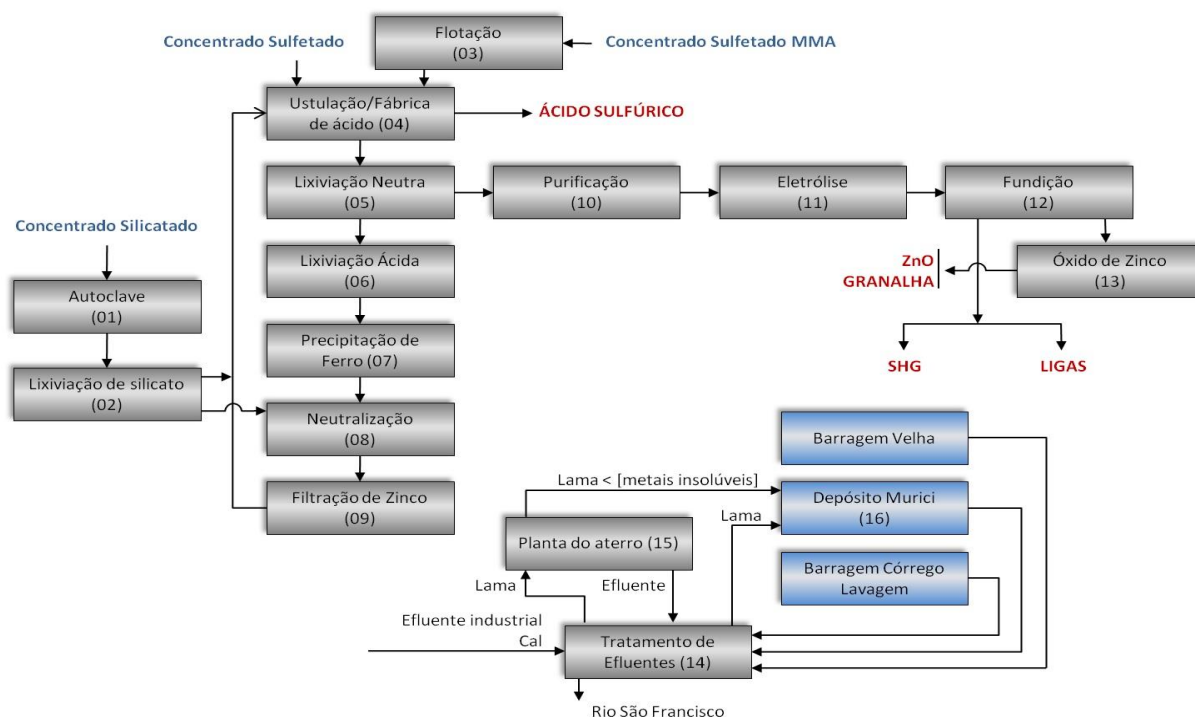 Concentrado Sulfetado
Flotação
(03)
Concentrado Sulfetado MMA
Ustulação/Fábrica
de ácido (04)
ÁCIDO SULFÚRICO
Lixiviação Neutra
(05)
Purificação
(10)
Eletrólise
(11)
Fundição
(12)
Concentrado Silicatado
Lixiviação Ácida
(06)
ZnO
GRANALHA
Óxido de Zinco
(13)
Autoclave
(01)
Precipitação de
Ferro (07)
SHG
LIGAS
Lixiviação de silicato
(02)
Neutralização
(08)
Barragem Velha
Filtração de Zinco
(09)
Lama < [metais insolúveis]
Depósito Murici
(16)
Lama
Planta do aterro (15)
Barragem Córrego
Lavagem
Lama
Efluente
Efluente industrial
Cal
Tratamento de
Efluentes (14)
Rio São Francisco